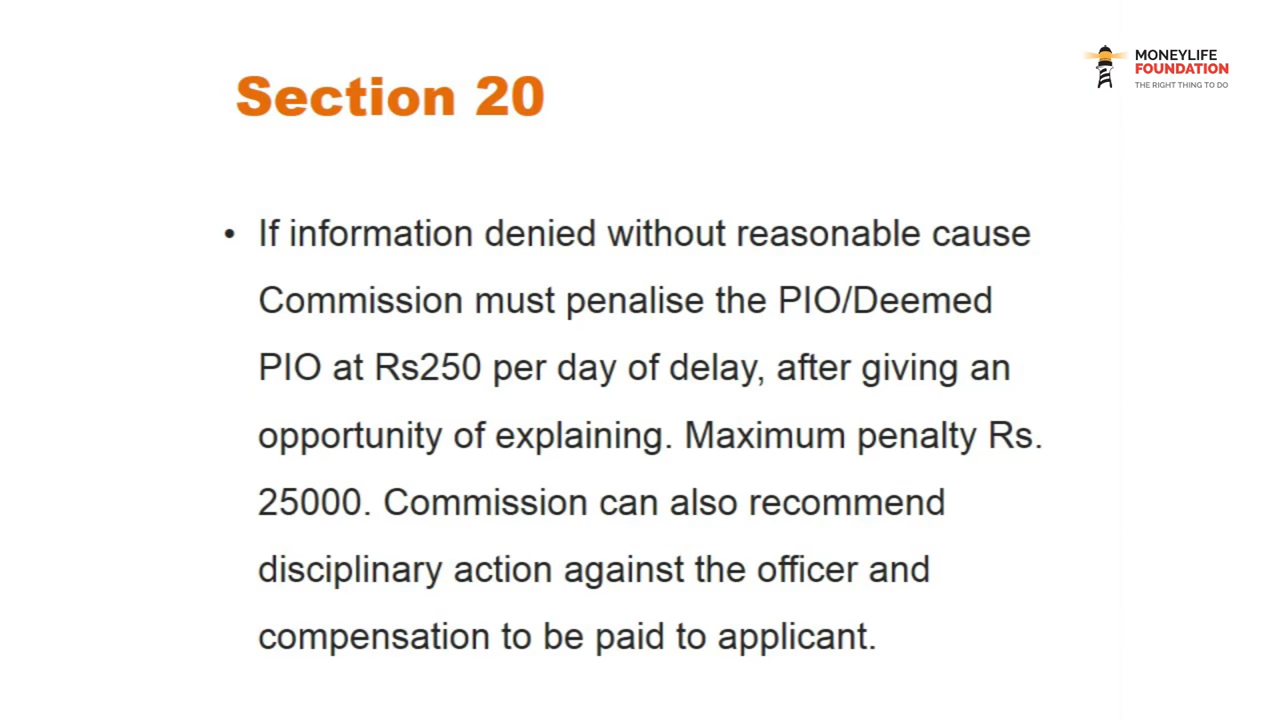 MONEYLIFE
FOUNDATION
THE RIGHT THING TO DO
Section 20
• If information denied without reasonable cause
Commission must penalise the PIO/Deemed
PIO at Rs250 per day of delay, after giving an
opportunity of explaining. Maximum penalty Rs.
25000. Commission can also recommend
disciplinary action against the officer and
compensation to be paid to applicant.